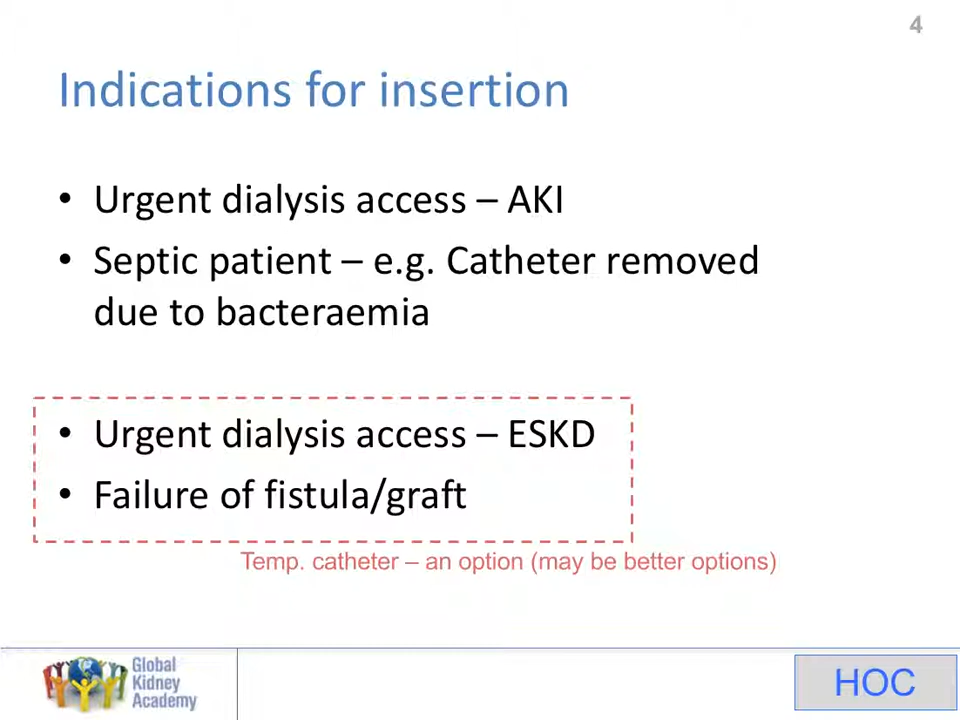 4
Indications for insertion
• Urgent dialysis access – AKI
• Septic patient – e.g. Catheter removed
due to bacteraemia
• Urgent dialysis access – ESKD
• Failure of fistula/graft
Temp. catheter – an option (may be better options)
Global
Kidney
Academy
HOC